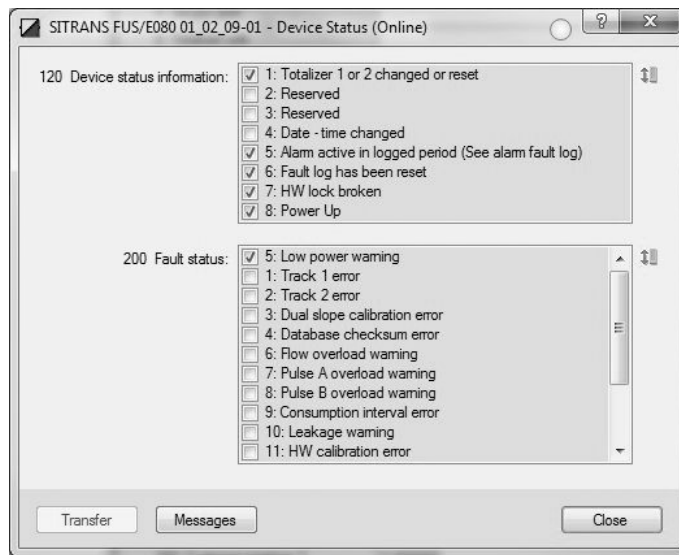 SITRANS FUS/E080 01_02_09-01 - Device Status (Online)
120 Device status information:
1: Totalizer 1 or 2 changed or reset
2: Reserved
3: Reserved
4: Date - time changed
5: Alarm active in logged period (See alarm fault log)
6: Fault log has been reset
7: HW lock broken
8: Power Up
200 Fault status:
5: Low power warning
1: Track 1 error
2: Track 2 error
3: Dual slope calibration error
4: Database checksum error
6: Flow overload warning
7: Pulse A overload warning
8: Pulse B overload warning
9: Consumption interval error
10: Leakage warning
11: HW calibration error
Transfer
Messages
Close